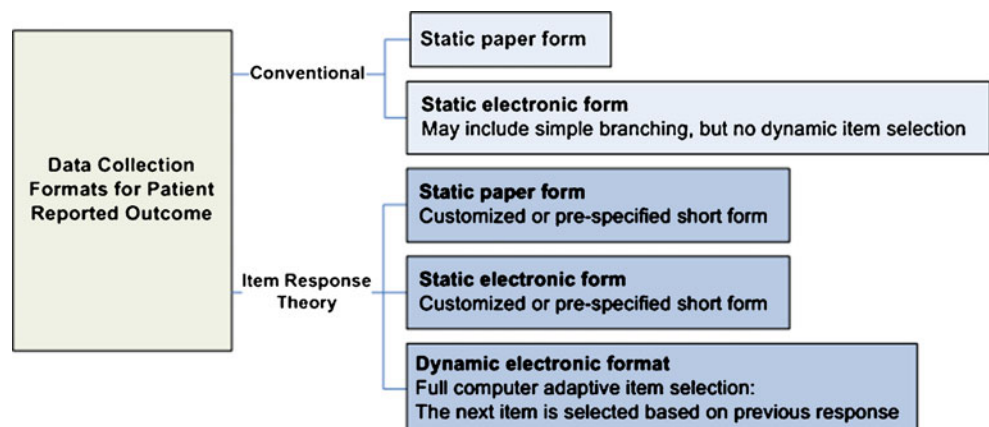 Data Collection
Formats for Patient
Reported Outcome
Conventional
Static paper form
Static electronic form
May include simple branching, but no dynamic item selection
Item Response
Theory
Static paper form
Customized or pre-specified short form
Static electronic form
Customized or pre-specified short form
Dynamic electronic format
Full computer adaptive item selection:
The next item is selected based on previous response